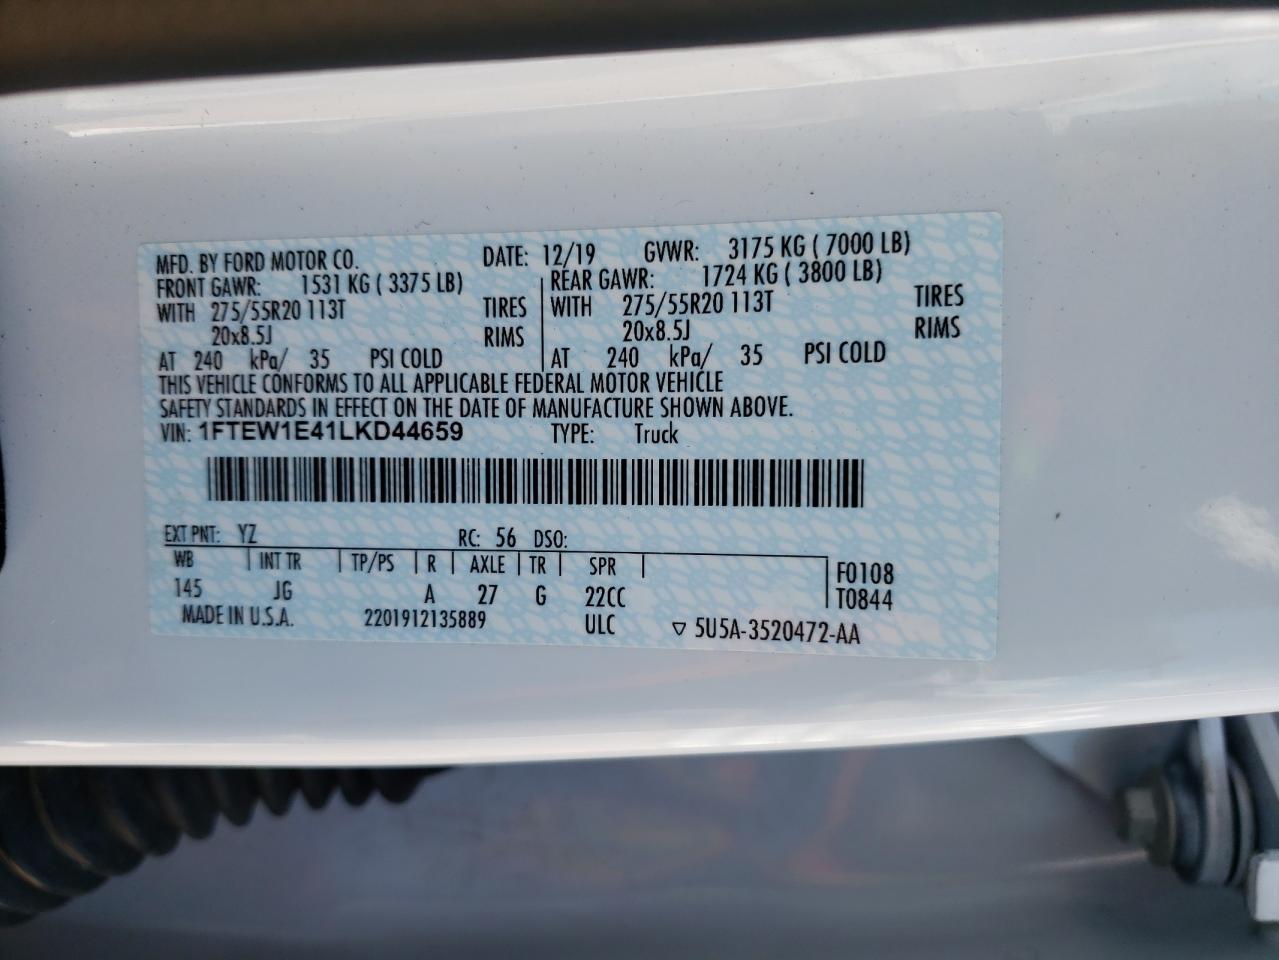 MFD. BY FORD MOTOR CO. DATE: 12/19 GVWR: 3175 KG ( 7000 LB)
FRONT GAWR: 1531 KG ( 3375 LB) REAR GAWR: 1724 KG ( 3800 LB)
WITH 275/55R20 113T TIRES WITH 275/55R20 113T TIRES
20x8.5J RIMS 20x8.5J RIMS
AT 240 kPa/ 35 PSI COLD AT 240 kPa/ 35 PSI COLD
THIS VEHICLE CONFORMS TO ALL APPLICABLE FEDERAL MOTOR VEHICLE
SAFETY STANDARDS IN EFFECT ON THE DATE OF MANUFACTURE SHOWN ABOVE.
VIN: 1FTEW1E41LKD44659 TYPE: Truck
EXT PNT: YZ RC: 56 DSO:
WB INT TR TP/PS R AXLE TR SPR F0108
145 JG A 27 G 22CC T0844
MADE IN U.S.A. 2201912135889 ULC ▽ 5U5A-3520472-AA